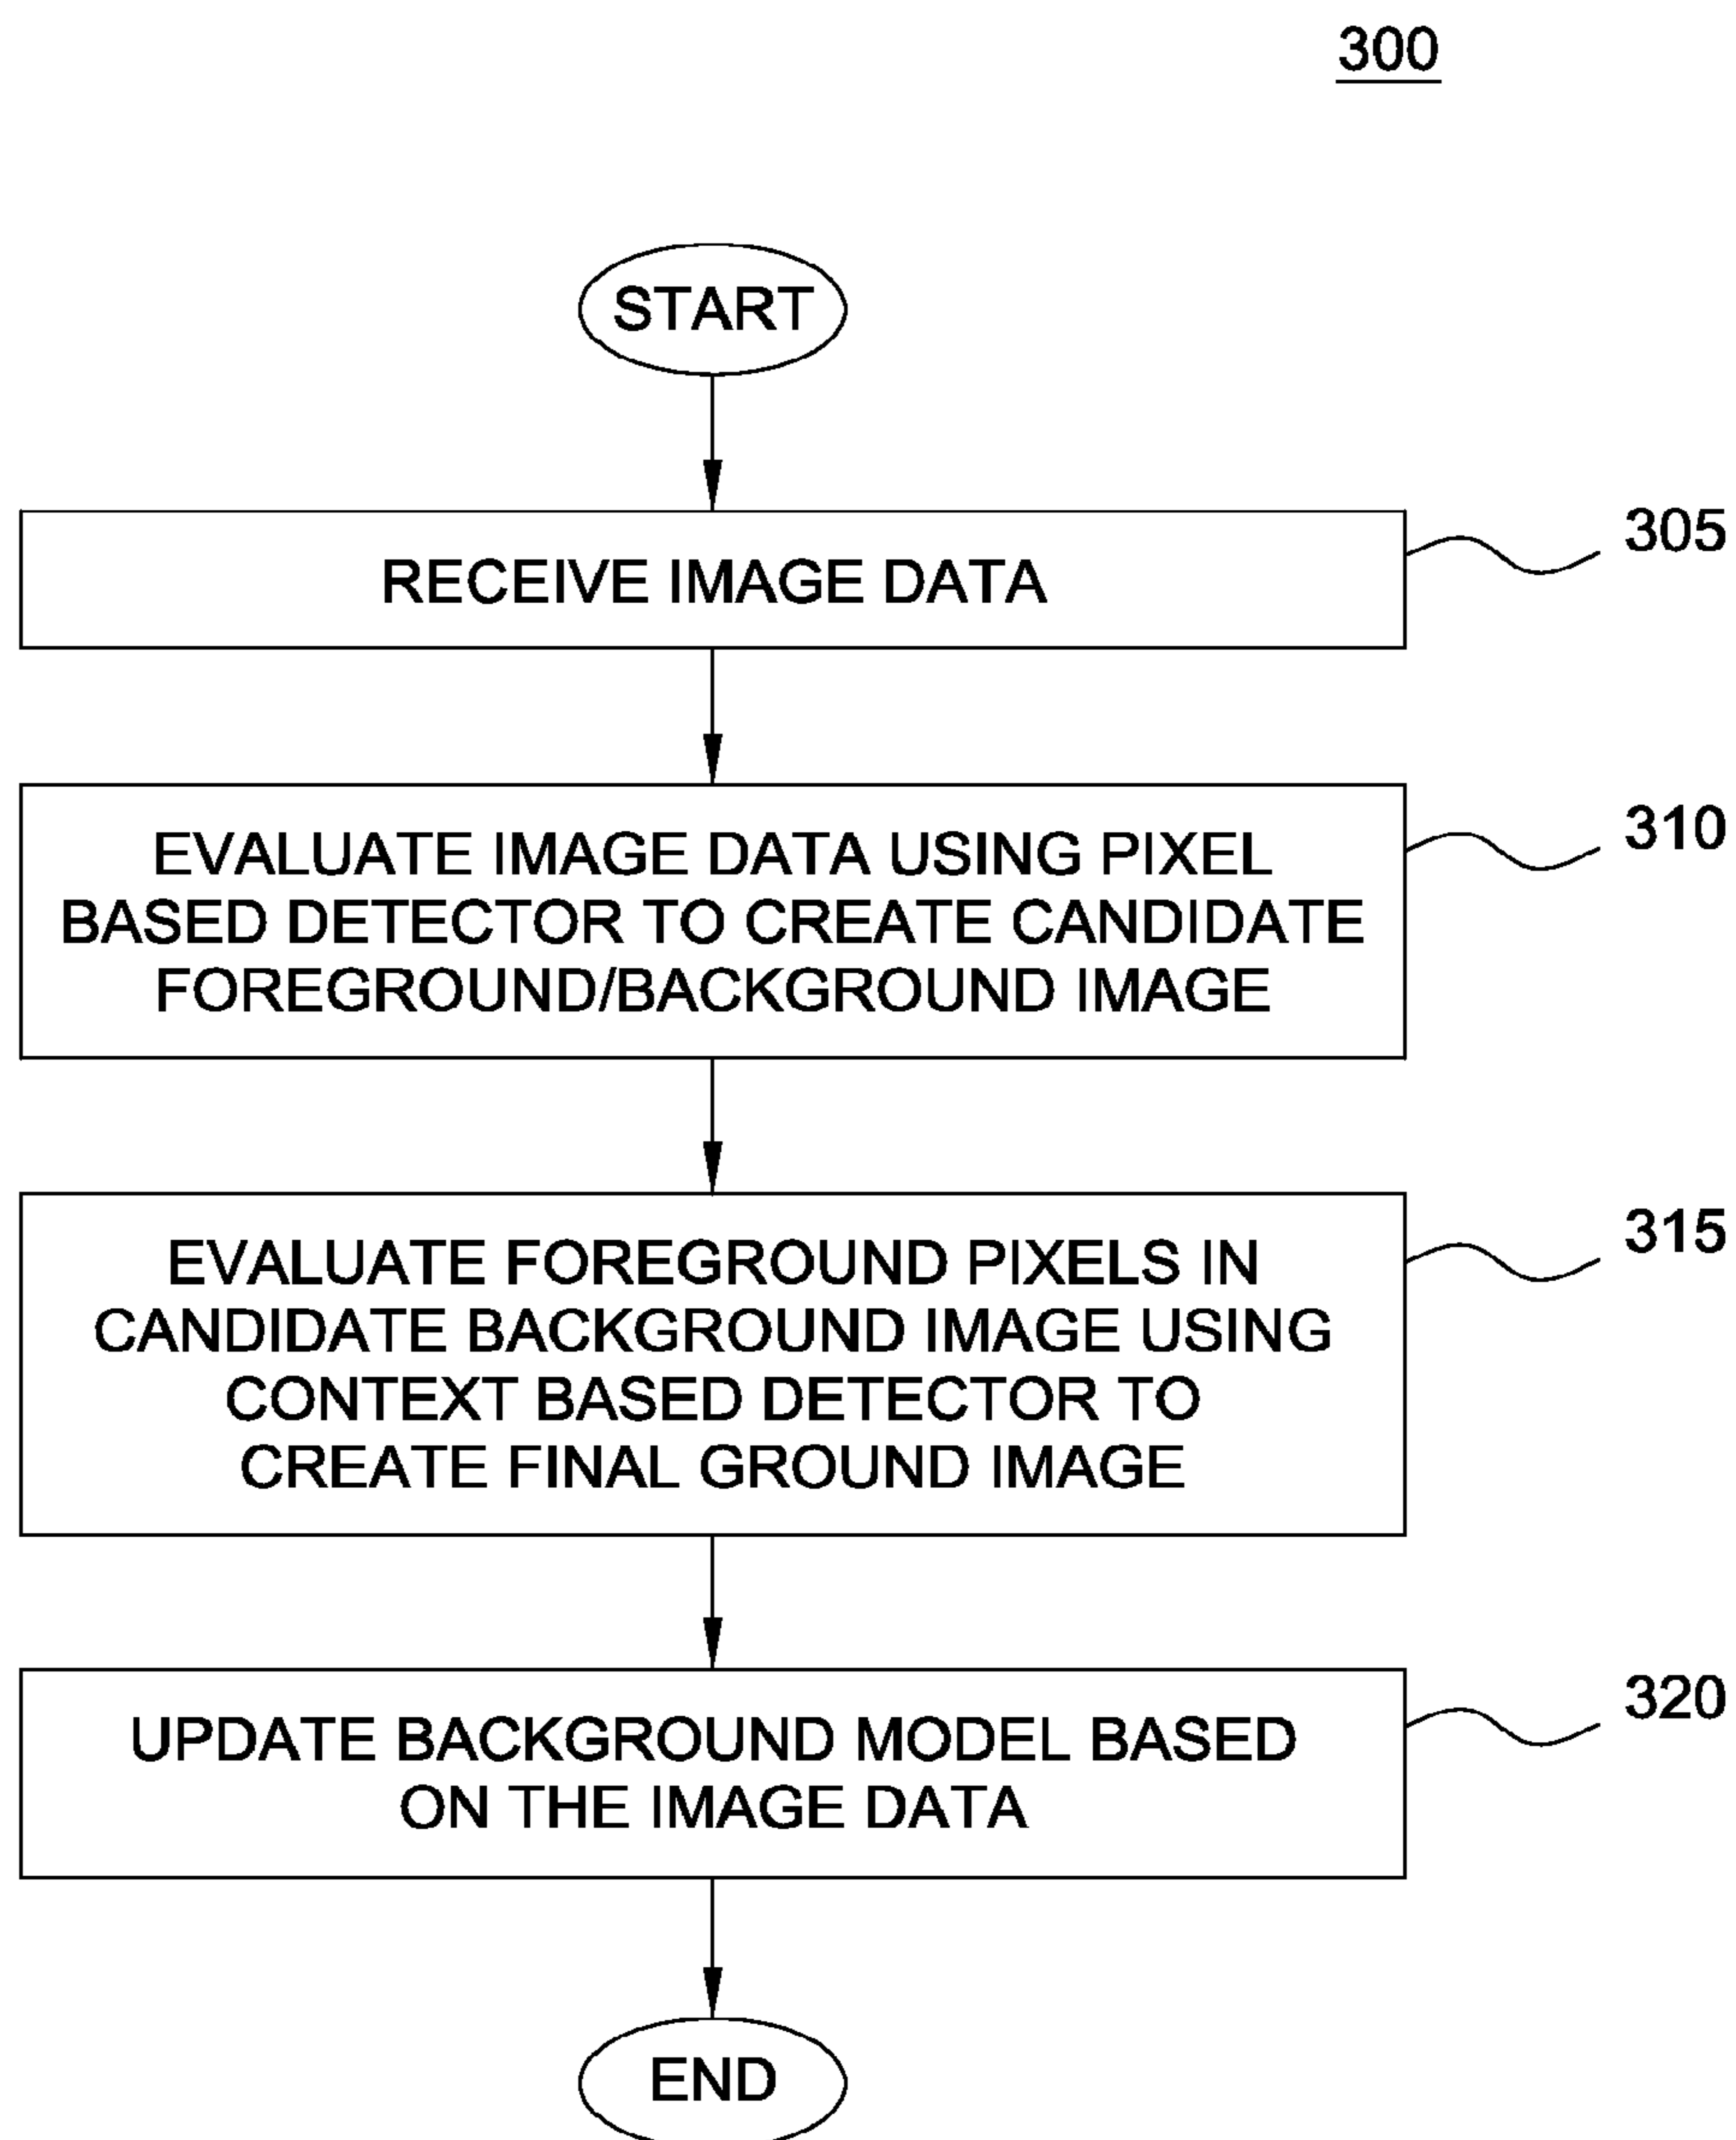 300
START
RECEIVE IMAGE DATA
305
EVALUATE IMAGE DATA USING PIXEL
BASED DETECTOR TO CREATE CANDIDATE
FOREGROUND/BACKGROUND IMAGE
310
EVALUATE FOREGROUND PIXELS IN
CANDIDATE BACKGROUND IMAGE USING
CONTEXT BASED DETECTOR TO
CREATE FINAL GROUND IMAGE
315
UPDATE BACKGROUND MODEL BASED
ON THE IMAGE DATA
320
END